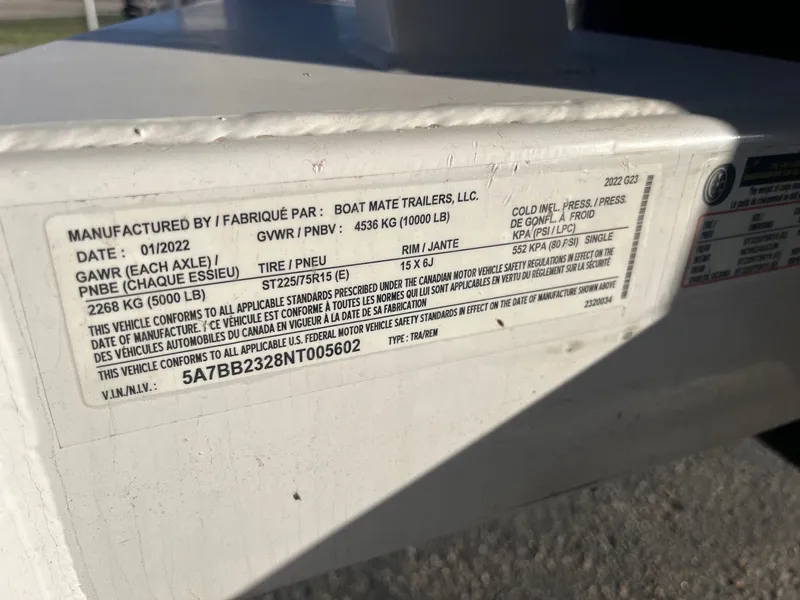 2022 G23
MANUFACTURED BY / FABRIQUÉ PAR : BOAT MATE TRAILERS, LLC.
DATE : 01/2022 GVWR / PNBV : 4536 KG (10000 LB)
COLD INFL. PRESS. / PRESS.
DE GONFL. À FROID
KPA (PSI / LPC)
GAWR (EACH AXLE) /
PNBE (CHAQUE ESSIEU) TIRE / PNEU RIM / JANTE
2268 KG (5000 LB) ST225/75R15 (E) 15 X 6J 552 KPA (80 PSI) SINGLE
THIS VEHICLE CONFORMS TO ALL APPLICABLE STANDARDS PRESCRIBED UNDER THE CANADIAN MOTOR VEHICLE SAFETY REGULATIONS IN EFFECT ON THE
DATE OF MANUFACTURE. / CE VÉHICULE EST CONFORME À TOUTES LES NORMES QUI LUI SONT APPLICABLES EN VERTU DU RÈGLEMENT SUR LA SÉCURITÉ
DES VÉHICULES AUTOMOBILES DU CANADA EN VIGUEUR À LA DATE DE SA FABRICATION
THIS VEHICLE CONFORMS TO ALL APPLICABLE U.S. FEDERAL MOTOR VEHICLE SAFETY STANDARDS IN EFFECT ON THE DATE OF MANUFACTURE SHOWN ABOVE
V.I.N./N.I.V. : 5A7BB2328NT005602 TYPE : TRA/REM 2320034